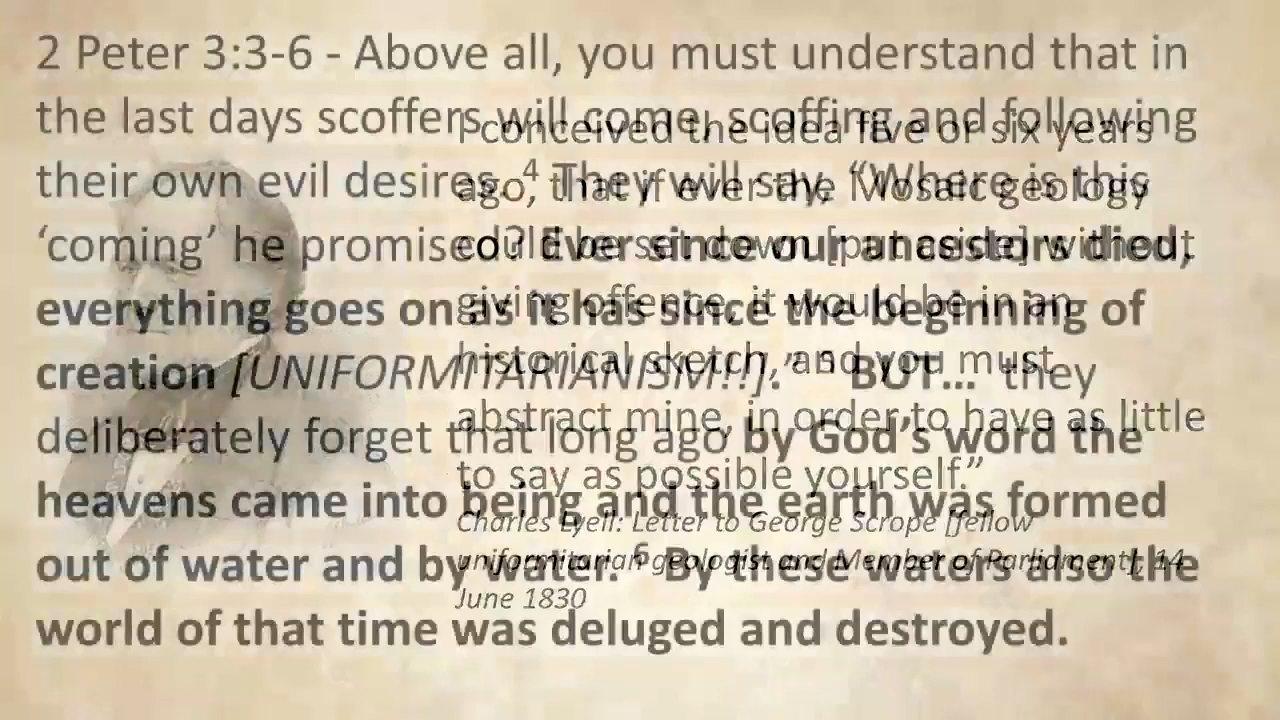 2 Peter 3:3-6 - Above all, you must understand that in
the last days scoffers will come, scoffing and following
their own evil desires. 4 They will say, “Where is this
‘coming’ he promised? Ever since our ancestors died,
everything goes on as it has since the beginning of
creation [UNIFORMITARIANISM!!].” 5 BUT... they
deliberately forget that long ago by God’s word the
heavens came into being and the earth was formed
out of water and by water. 6 By these waters also the
world of that time was deluged and destroyed.
I conceived the idea five or six years
ago, that if ever the Mosaic geology
could be set down [put aside] without
giving offence, it would be in an
historical sketch, and you must
abstract mine, in order to have as little
to say as possible yourself.”
Charles Lyell: Letter to George Scrope [fellow
uniformitarian geologist and Member of Parliament], 14
June 1830